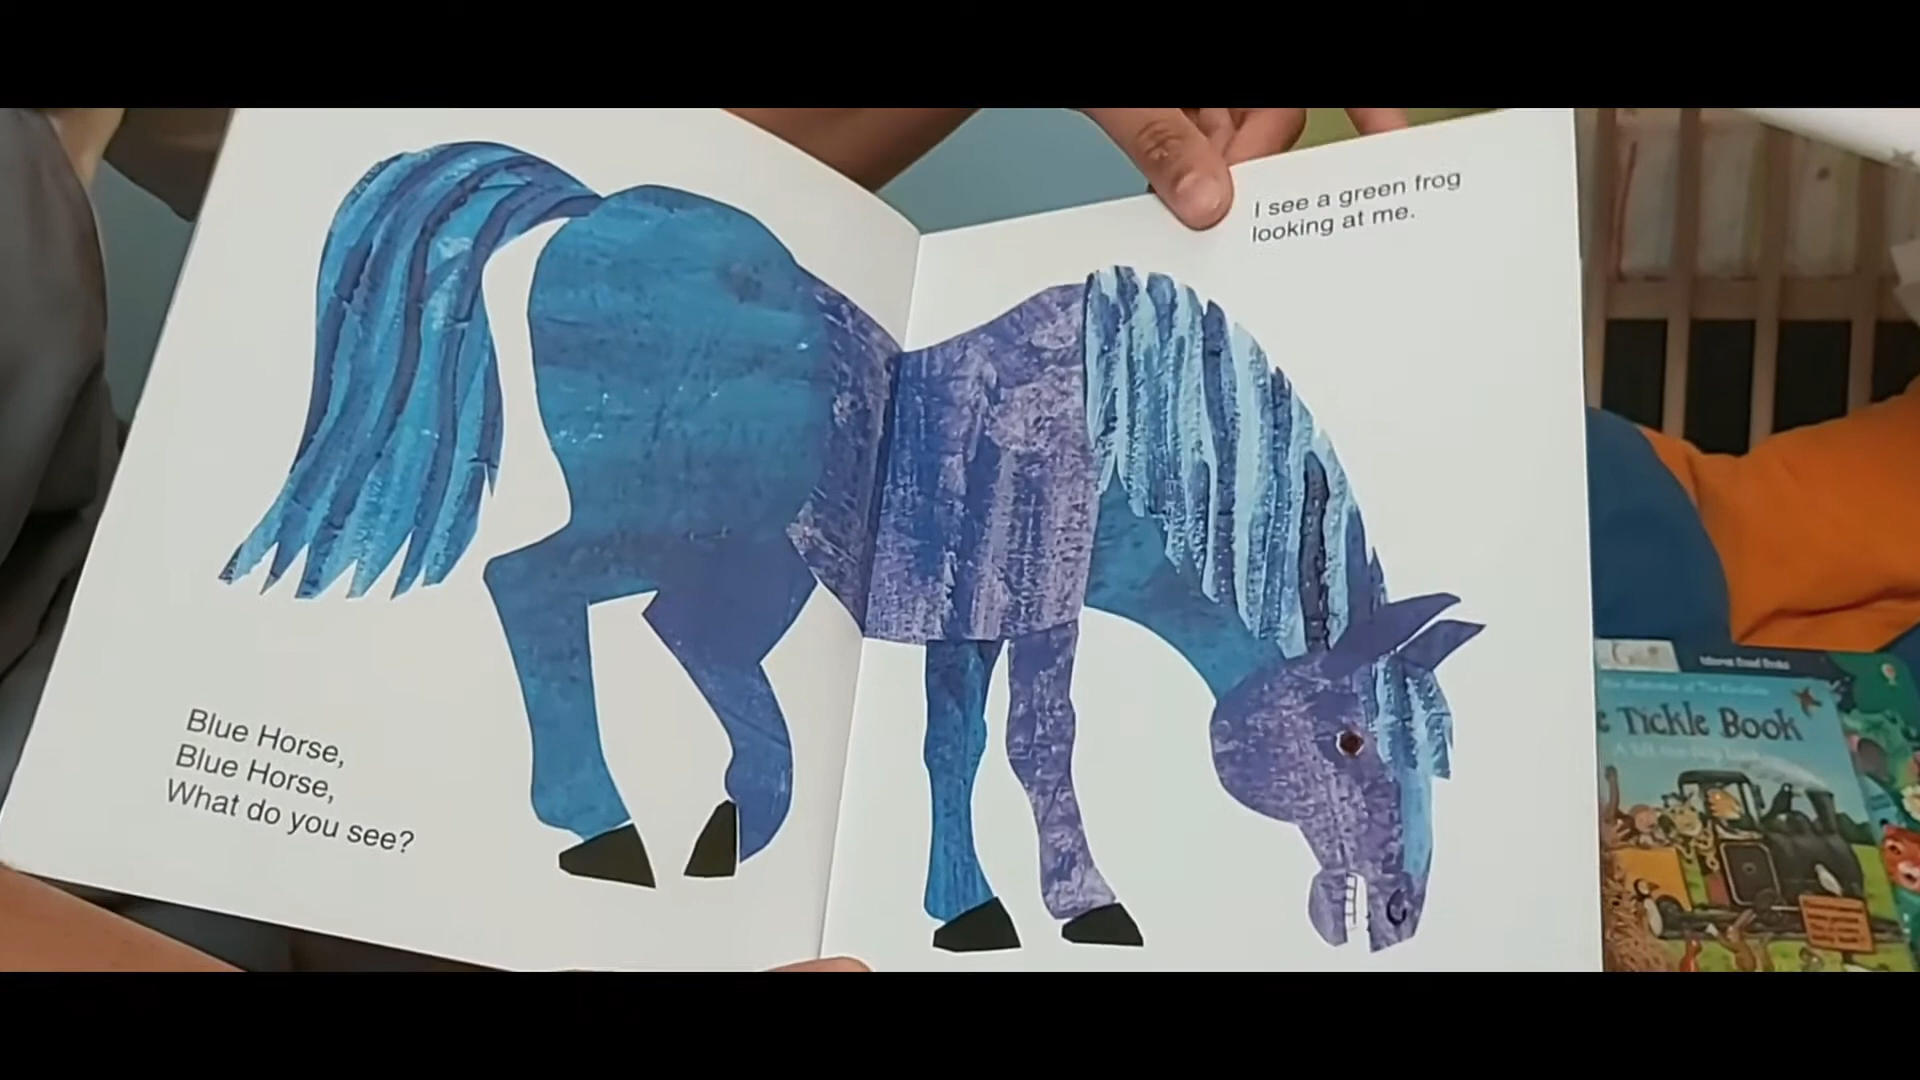 Blue Horse,
Blue Horse,
What do you see?
I see a green frog
looking at me.
Tickle Book